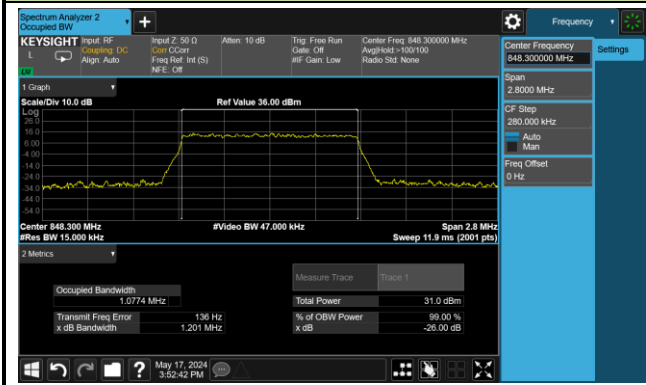 Spectrum Analyzer 2
Occupied BW
Frequency
KEYSIGHT
L
Input: RF
Coupling: DC
Align: Auto
Input Z: 50 Ω
Corr CCorr
Freq Ref: Int (S)
NFE: Off
Atten: 10 dB
Trig: Free Run
Gate: Off
#IF Gain: Low
Center Freq: 848.300000 MHz
Avg|Hold:>100/100
Radio Std: None
Center Frequency
848.300000 MHz
Settings
Span
2.8000 MHz
CF Step
280.000 kHz
Auto
Man
Freq Offset
0 Hz
1 Graph
Scale/Div 10.0 dB
Ref Value 36.00 dBm
Log
26.0
16.0
6.00
-4.00
-14.0
-24.0
-34.0
-44.0
-54.0
Center 848.300 MHz
#Video BW 47.000 kHz
Span 2.8 MHz
#Res BW 15.000 kHz
Sweep 11.9 ms (2001 pts)
2 Metrics
Measure Trace
Trace 1
Occupied Bandwidth
1.0774 MHz
Total Power
31.0 dBm
Transmit Freq Error
136 Hz
% of OBW Power
99.00 %
x dB Bandwidth
1.201 MHz
x dB
-26.00 dB
May 17, 2024
3:52:42 PM